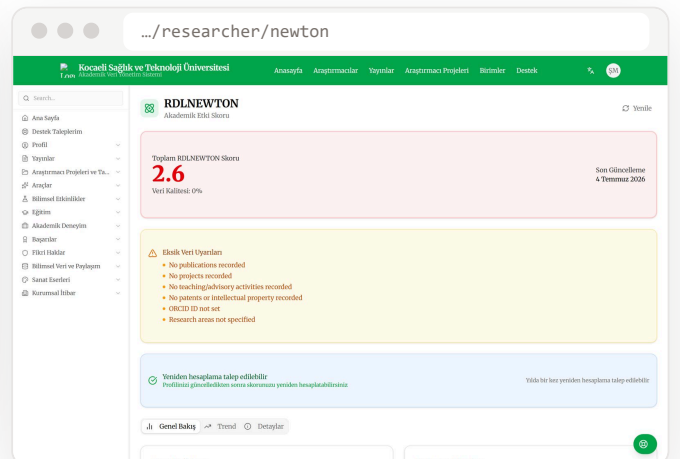 …/researcher/newton
Kocaeli Sağlık ve Teknoloji Üniversitesi
Akademik Veri Yönetim Sistemi
Anasayfa Araştırmacılar Yayınlar Araştırmacı Projeleri Birimler Destek
ŞM
Search...
Ana Sayfa
Destek Taleplerim
Profil
Yayınlar
Araştırmacı Projeleri ve Ta...
Araçlar
Bilimsel Etkinlikler
Eğitim
Akademik Deneyim
Başarılar
Fikri Haklar
Bilimsel Veri ve Paylaşım
Sanat Eserleri
Kurumsal İtibar
RDLNEWTON
Akademik Etki Skoru
Yenile
Toplam RDLNEWTON Skoru
2.6
Veri Kalitesi: 0%
Son Güncelleme
4 Temmuz 2026
Eksik Veri Uyarıları
No publications recorded
No projects recorded
No teaching/advisory activities recorded
No patents or intellectual property recorded
ORCID ID not set
Research areas not specified
Yeniden hesaplama talep edilebilir
Profilinizi güncelledikten sonra skorunuzu yeniden hesaplatabilirsiniz
Yılda bir kez yeniden hesaplama talep edilebilir
Genel Bakış Trend Detaylar